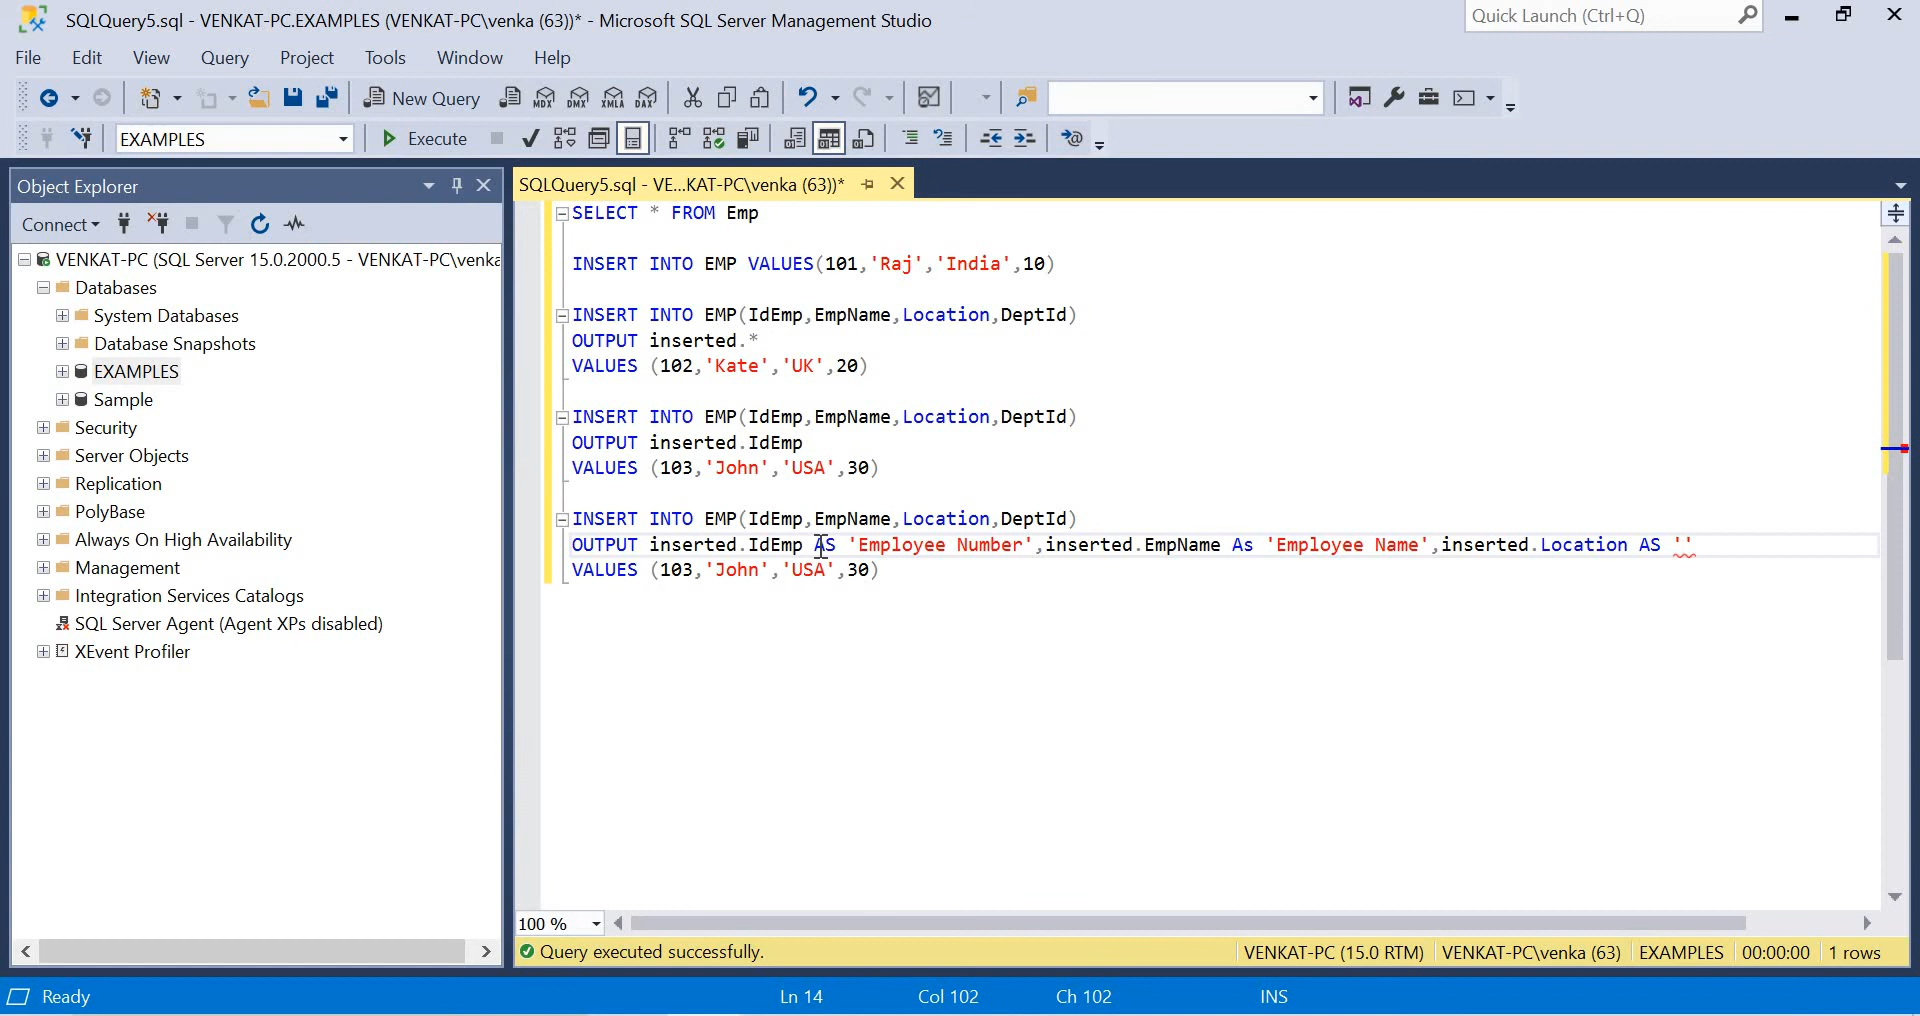 SQLQuery5.sql - VENKAT-PC.EXAMPLES (VENKAT-PC\venka (63))* - Microsoft SQL Server Management Studio
Quick Launch (Ctrl+Q)
File Edit View Query Project Tools Window Help
New Query MDX DMX XMLA DAX
EXAMPLES Execute
Object Explorer
SQLQuery5.sql - VE...KAT-PC\venka (63))*
Connect
VENKAT-PC (SQL Server 15.0.2000.5 - VENKAT-PC\venka
Databases
System Databases
Database Snapshots
EXAMPLES
Sample
Security
Server Objects
Replication
PolyBase
Always On High Availability
Management
Integration Services Catalogs
SQL Server Agent (Agent XPs disabled)
XEvent Profiler
SELECT * FROM Emp
INSERT INTO EMP VALUES(101,'Raj','India',10)
INSERT INTO EMP(IdEmp,EmpName,Location,DeptId)
OUTPUT inserted.*
VALUES (102,'Kate','UK',20)
INSERT INTO EMP(IdEmp,EmpName,Location,DeptId)
OUTPUT inserted.IdEmp
VALUES (103,'John','USA',30)
INSERT INTO EMP(IdEmp,EmpName,Location,DeptId)
OUTPUT inserted.IdEmp AS 'Employee Number',inserted.EmpName As 'Employee Name',inserted.Location AS ''
VALUES (103,'John','USA',30)
100 %
Query executed successfully. VENKAT-PC (15.0 RTM) VENKAT-PC\venka (63) EXAMPLES 00:00:00 1 rows
Ready Ln 14 Col 102 Ch 102 INS